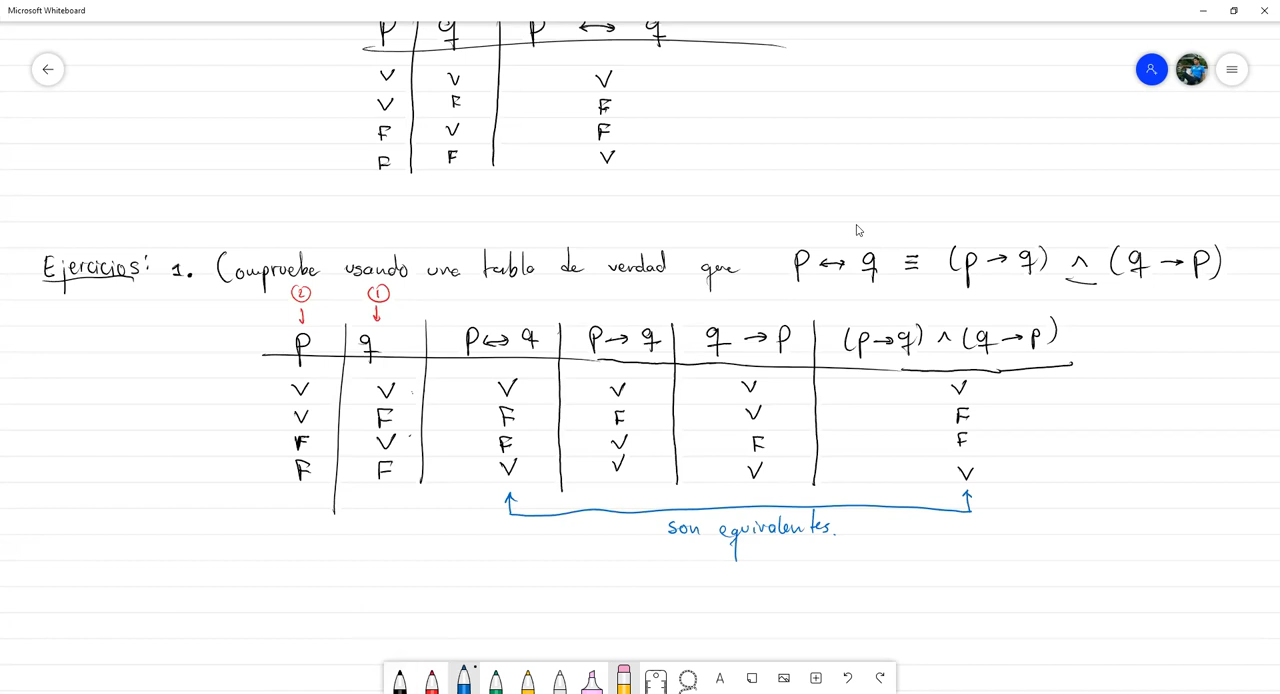 Microsoft Whiteboard
p q p ↔ q
V V V
V F F
F V F
F F V
Ejercicios: 1. Compruebe usando una tabla de verdad que p ↔ q ≡ (p → q) ∧ (q → p)
② ①
p q p ↔ q p → q q → p (p → q) ∧ (q → p)
V V V V V V
V F F F V F
F V F V F F
F F V V V V
son equivalentes.